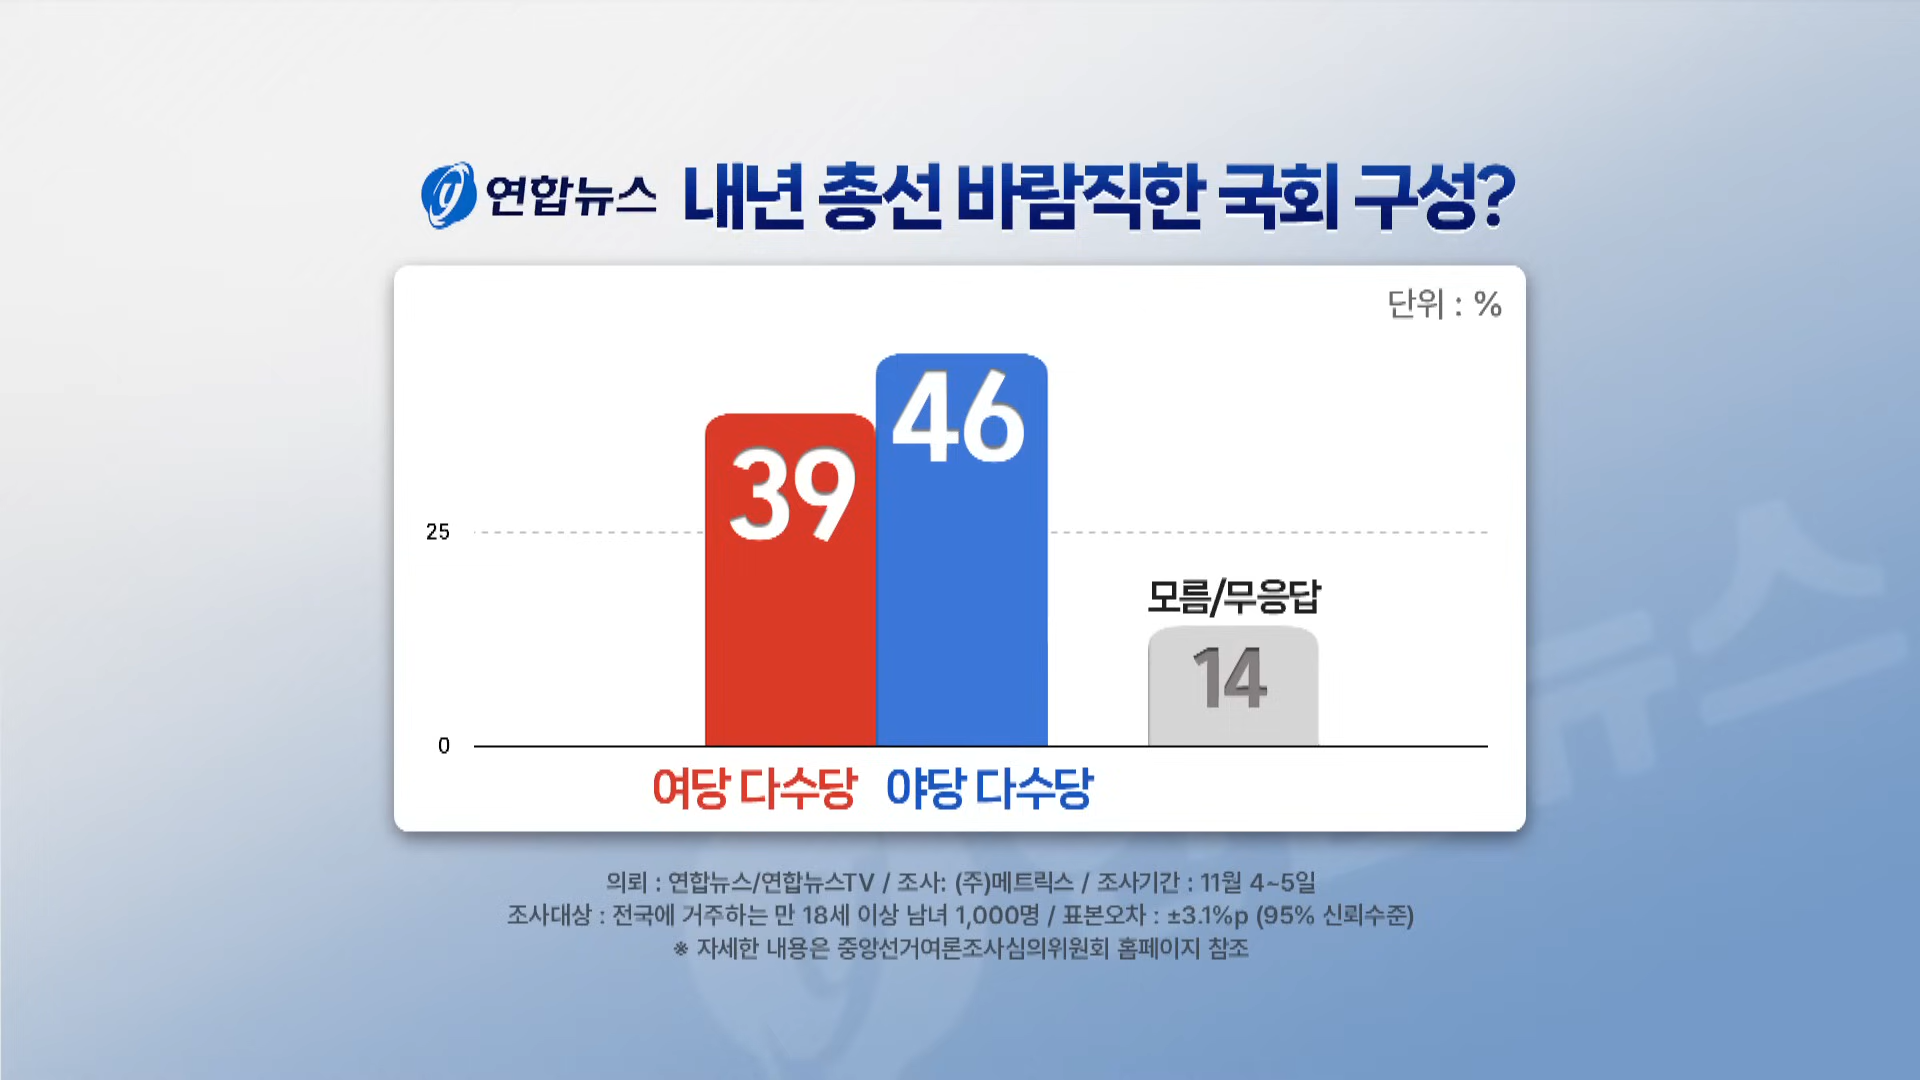 연합뉴스 내년 총선 바람직한 국회 구성?
단위 : %
39
46
25
모름/무응답
14
0
여당 다수당 야당 다수당
의뢰 : 연합뉴스/연합뉴스TV / 조사: (주)메트릭스 / 조사기간 : 11월 4~5일
조사대상 : 전국에 거주하는 만 18세 이상 남녀 1,000명 / 표본오차 : ±3.1%p (95% 신뢰수준)
※ 자세한 내용은 중앙선거여론조사심의위원회 홈페이지 참조
뉴스